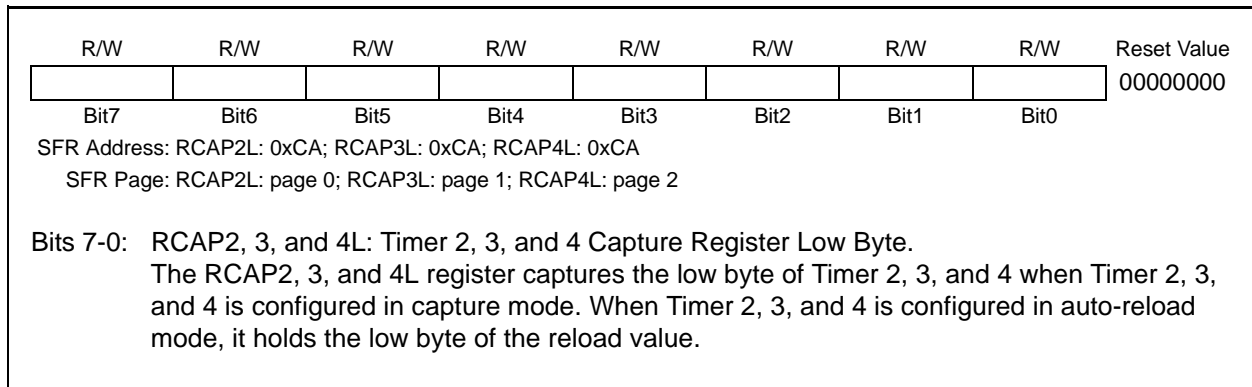 R/W R/W R/W R/W R/W R/W R/W R/W Reset Value
00000000
Bit7 Bit6 Bit5 Bit4 Bit3 Bit2 Bit1 Bit0
SFR Address: RCAP2L: 0xCA; RCAP3L: 0xCA; RCAP4L: 0xCA
SFR Page: RCAP2L: page 0; RCAP3L: page 1; RCAP4L: page 2
Bits 7-0: RCAP2, 3, and 4L: Timer 2, 3, and 4 Capture Register Low Byte.
The RCAP2, 3, and 4L register captures the low byte of Timer 2, 3, and 4 when Timer 2, 3,
and 4 is configured in capture mode. When Timer 2, 3, and 4 is configured in auto-reload
mode, it holds the low byte of the reload value.